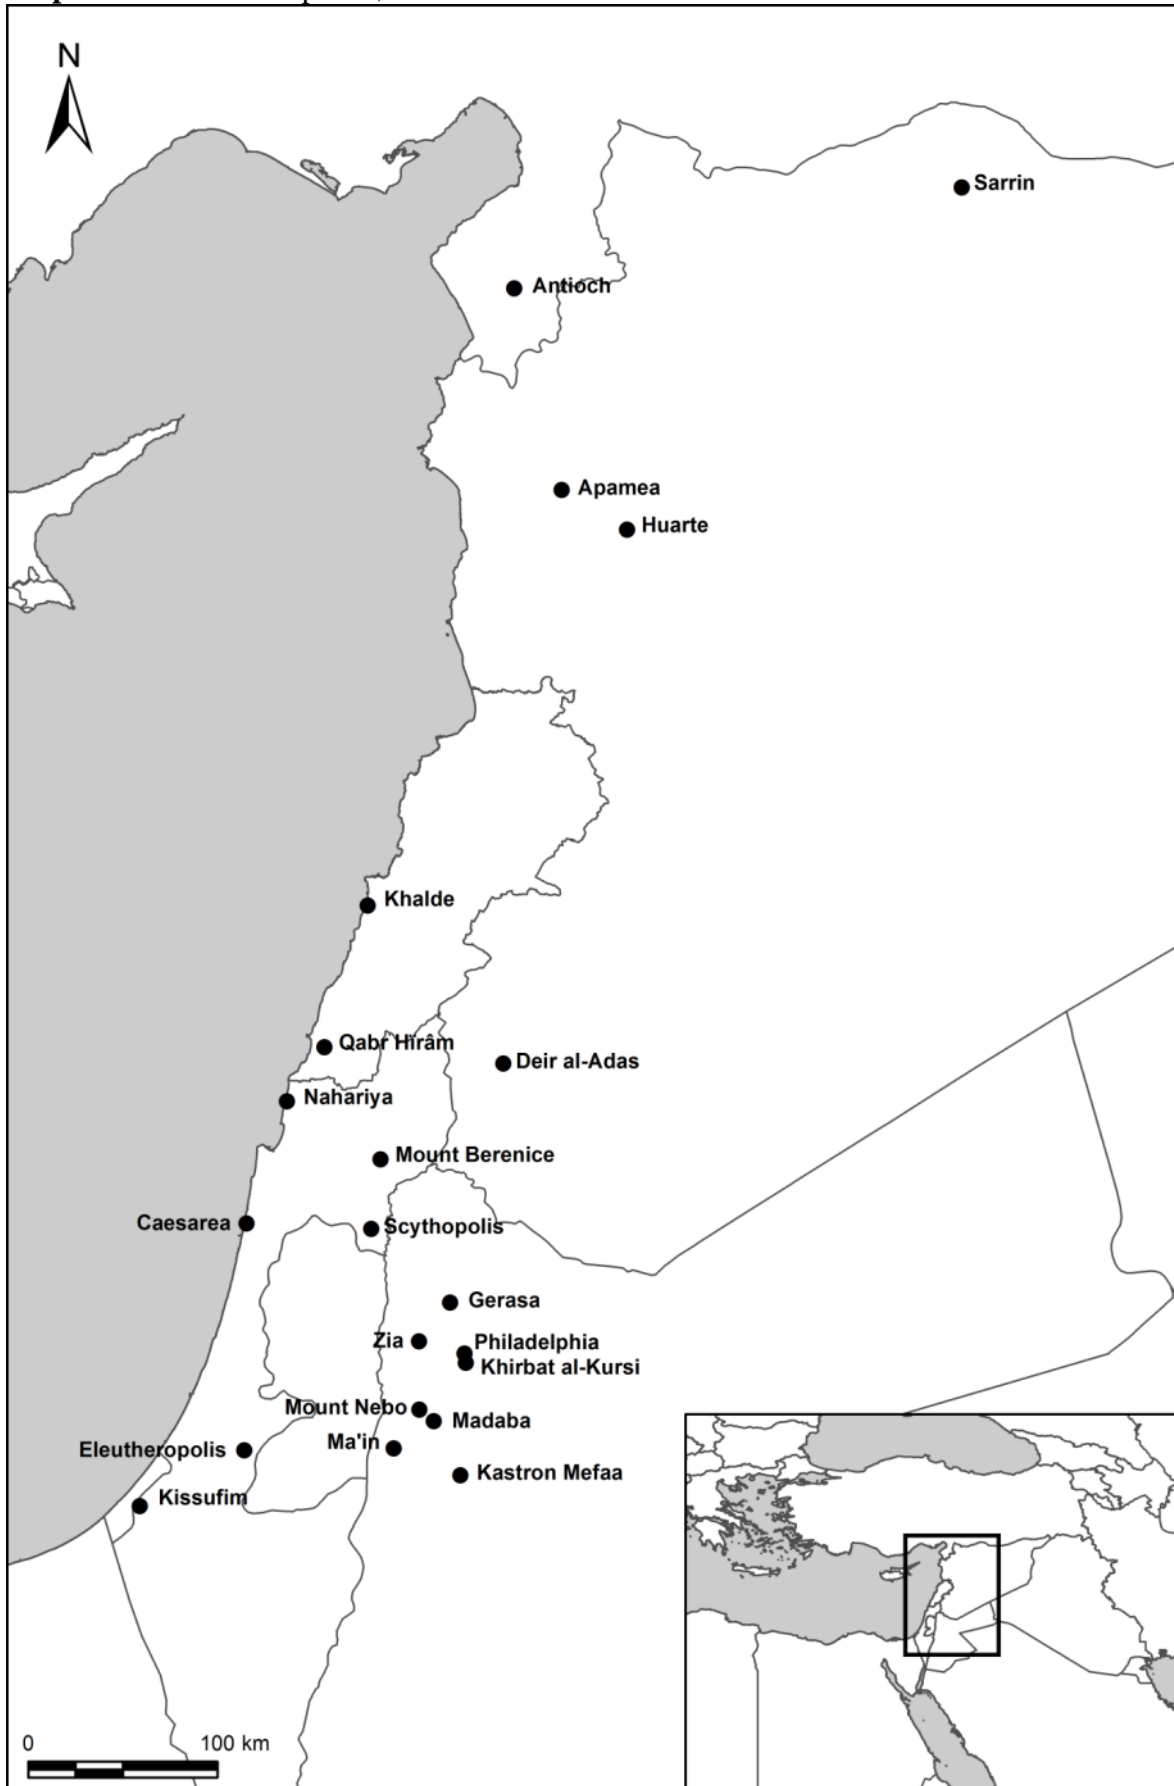 N
Sarrin
Antioch
Apamea
Huarte
Khalde
Qabr Hïrâm
Deir al-Adas
Nahariya
Mount Berenice
Caesarea
Scythopolis
Gerasa
Zia
Philadelphia
Khirbat al-Kursi
Mount Nebo
Madaba
Ma'in
Eleutheropolis
Kastron Mefaa
Kissufim
0 100 km